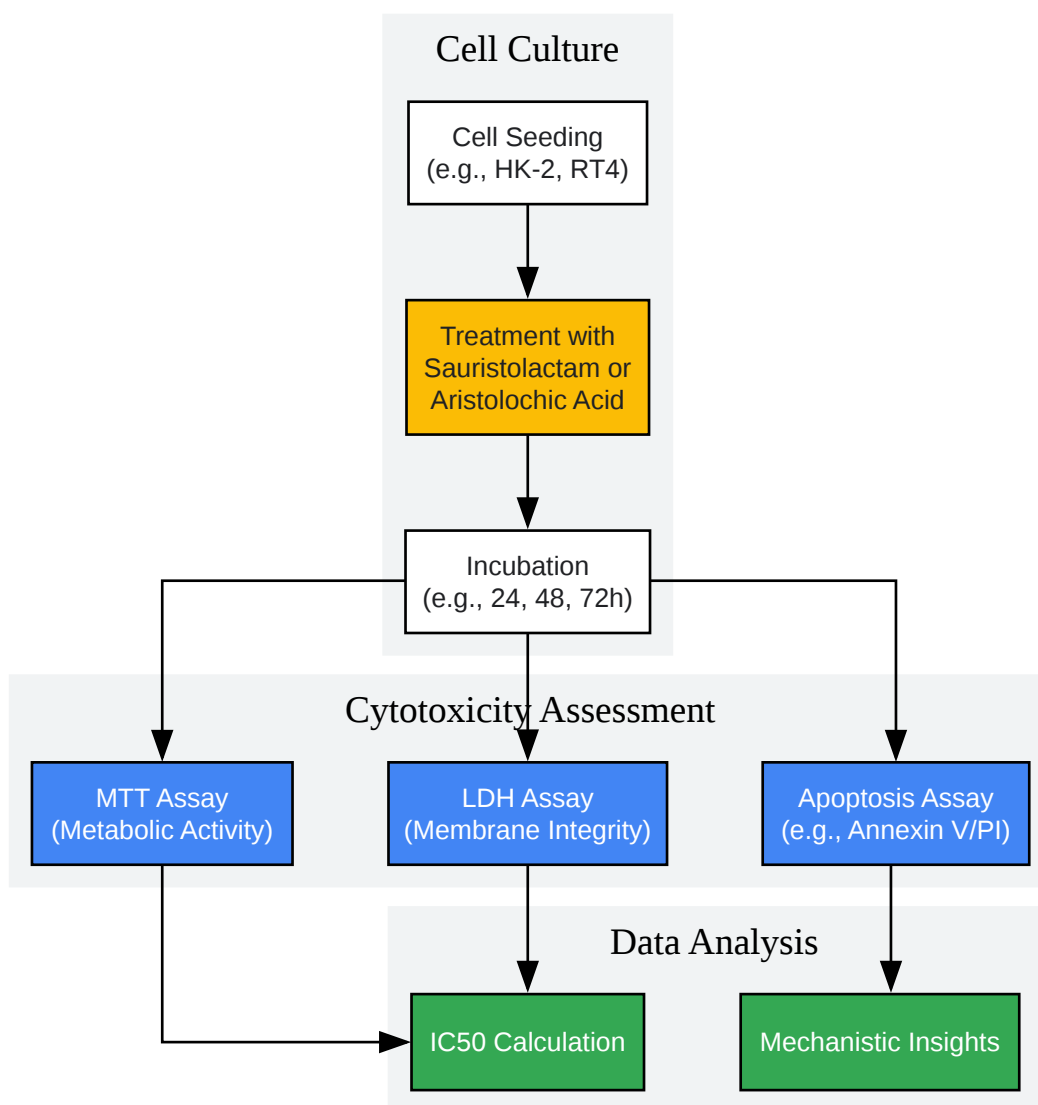 Cell Culture
Cell Seeding
(e.g., HK-2, RT4)
Treatment with
Sauristolactam or
Aristolochic Acid
Incubation
(e.g., 24, 48, 72h)
Cytotoxicity Assessment
MTT Assay
(Metabolic Activity)
LDH Assay
(Membrane Integrity)
Apoptosis Assay
(e.g., Annexin V/PI)
Data Analysis
IC50 Calculation
Mechanistic Insights